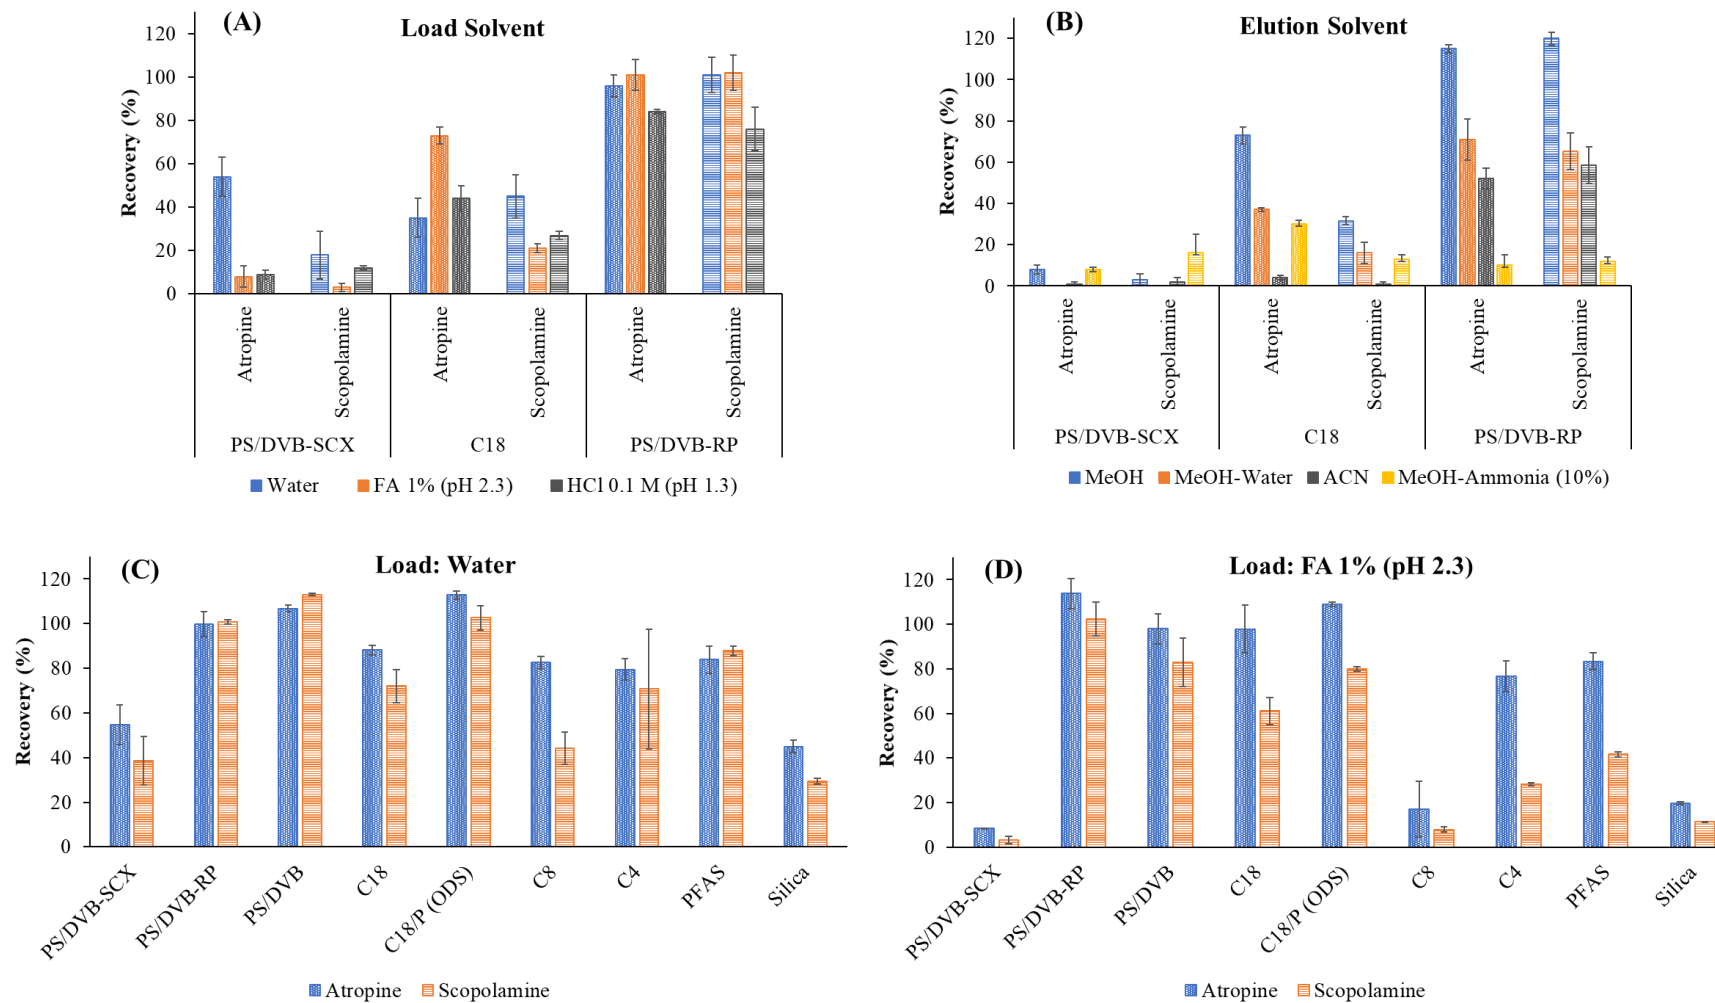 (A)
Load Solvent
Recovery (%)
120
100
80
60
40
20
0
Atropine
Scopolamine
Atropine
Scopolamine
Atropine
Scopolamine
PS/DVB-SCX
C18
PS/DVB-RP
Water
FA 1% (pH 2.3)
HCl 0.1 M (pH 1.3)
(B)
Elution Solvent
Recovery (%)
120
100
80
60
40
20
0
Atropine
Scopolamine
Atropine
Scopolamine
Atropine
Scopolamine
PS/DVB-SCX
C18
PS/DVB-RP
MeOH
MeOH-Water
ACN
MeOH-Ammonia (10%)
(C)
Load: Water
Recovery (%)
120
100
80
60
40
20
0
PS/DVB-SCX
PS/DVB-RP
PS/DVB
C18
C18/P (ODS)
C8
C4
PFAS
Silica
Atropine
Scopolamine
(D)
Load: FA 1% (pH 2.3)
Recovery (%)
120
100
80
60
40
20
0
PS/DVB-SCX
PS/DVB-RP
PS/DVB
C18
C18/P (ODS)
C8
C4
PFAS
Silica
Atropine
Scopolamine